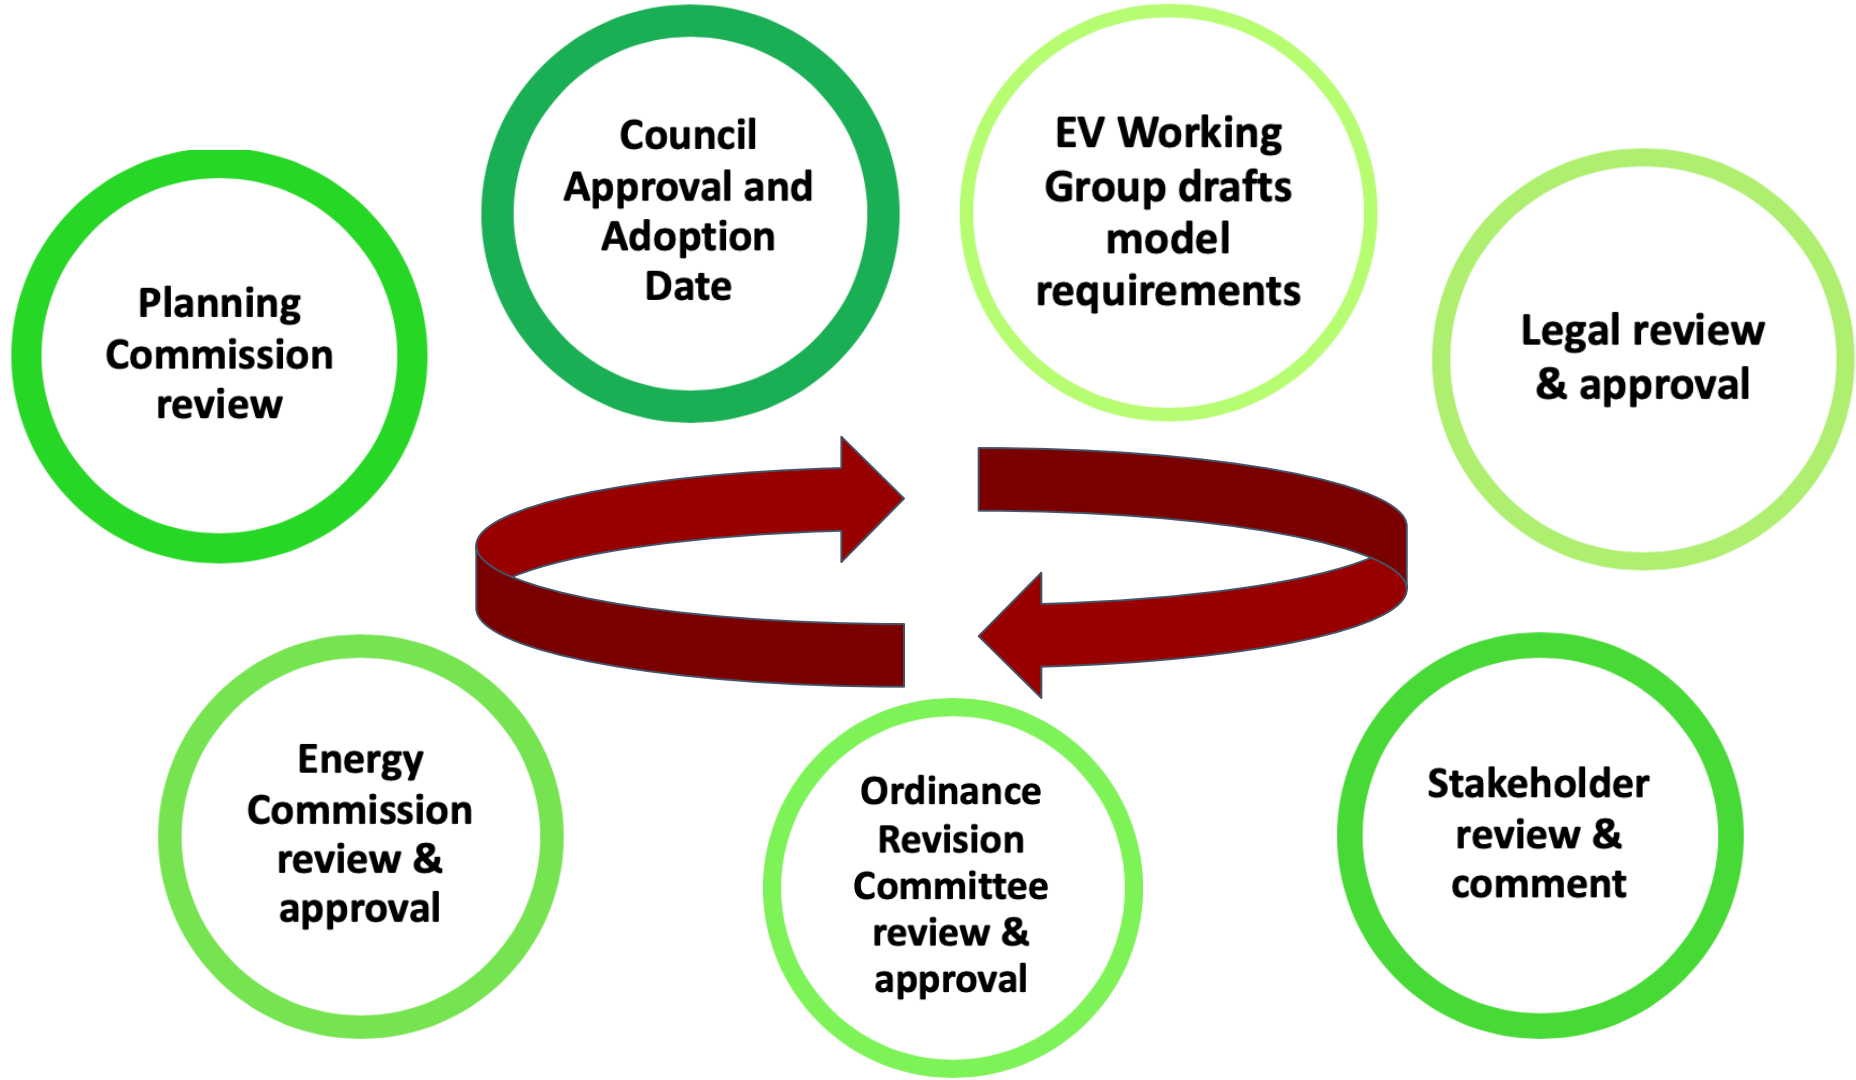 Council
Approval and
Adoption
Date
EV Working
Group drafts
model
requirements
Planning
Commission
review
Legal review
& approval
Energy
Commission
review &
approval
Ordinance
Revision
Committee
review &
approval
Stakeholder
review &
comment